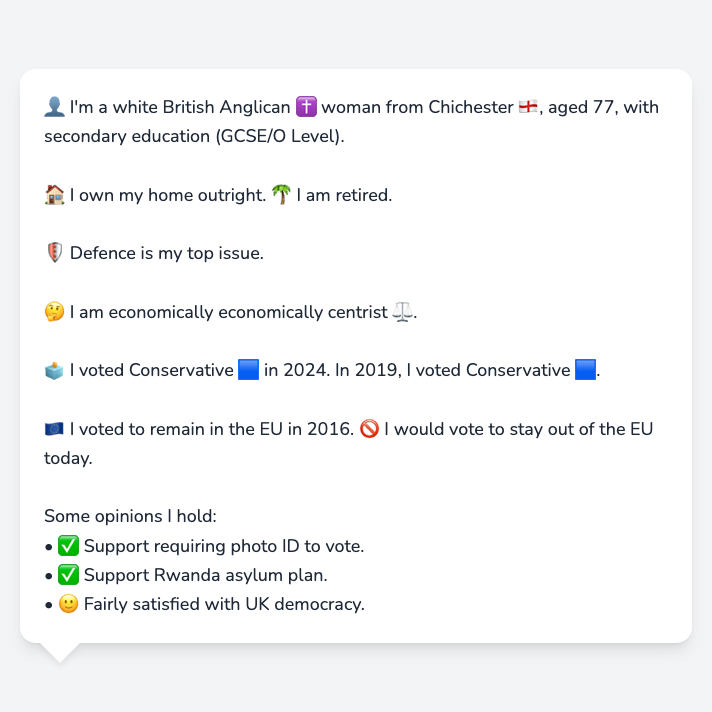 👤 I'm a white British Anglican ✝️ woman from Chichester 🏴󠁧󠁢󠁥󠁮󠁧󠁿, aged 77, with
secondary education (GCSE/O Level).
🏠 I own my home outright. 🌴 I am retired.
🛡️ Defence is my top issue.
🤔 I am economically economically centrist ⚖️.
🗳️ I voted Conservative 🟦 in 2024. In 2019, I voted Conservative 🟦.
🇪🇺 I voted to remain in the EU in 2016. 🚫 I would vote to stay out of the EU
today.
Some opinions I hold:
• ✅ Support requiring photo ID to vote.
• ✅ Support Rwanda asylum plan.
• 🙂 Fairly satisfied with UK democracy.